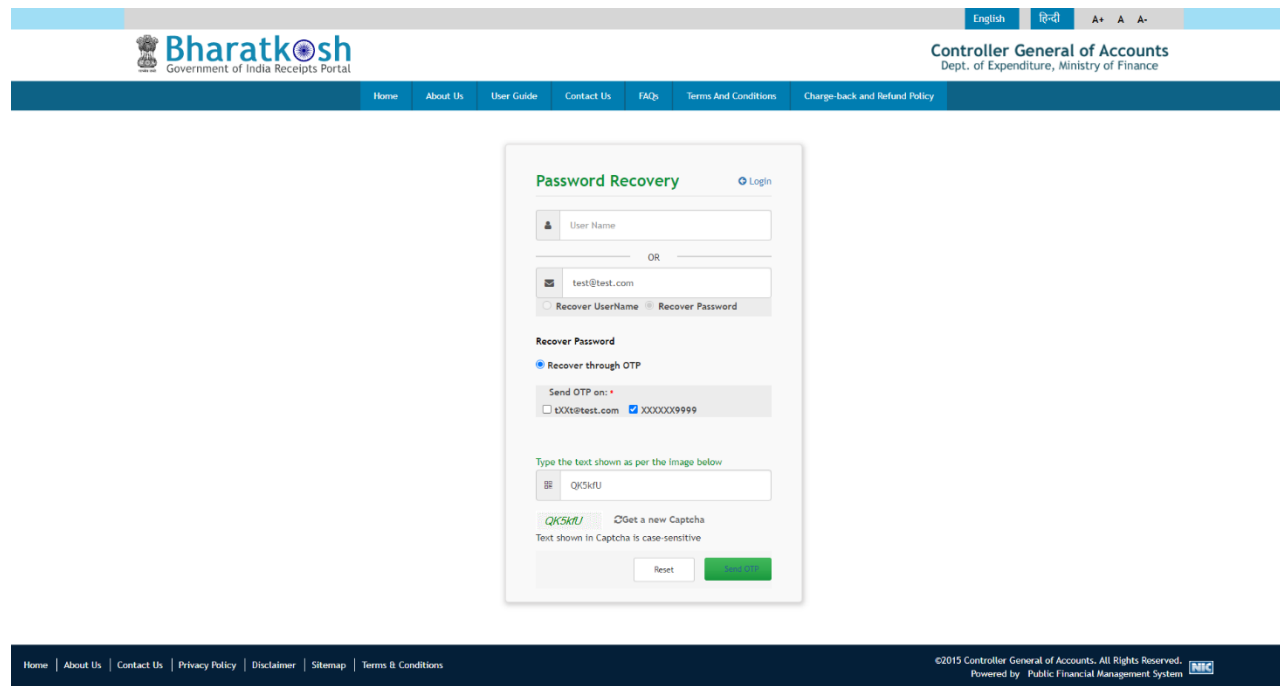 English हिन्दी A+ A A-
Bharatkosh
Government of India Receipts Portal
Controller General of Accounts
Dept. of Expenditure, Ministry of Finance
Home About Us User Guide Contact Us FAQs Terms And Conditions Charge-back and Refund Policy
Password Recovery Login
User Name
OR
test@test.com
Recover UserName Recover Password
Recover Password
Recover through OTP
Send OTP on: *
tXXt@test.com XXXXXX9999
Type the text shown as per the image below
QK5kfU
QK5kfU Get a new Captcha
Text shown in Captcha is case-sensitive
Reset Send OTP
Home | About Us | Contact Us | Privacy Policy | Disclaimer | Sitemap | Terms & Conditions
©2015 Controller General of Accounts. All Rights Reserved.
Powered by Public Financial Management System NIC